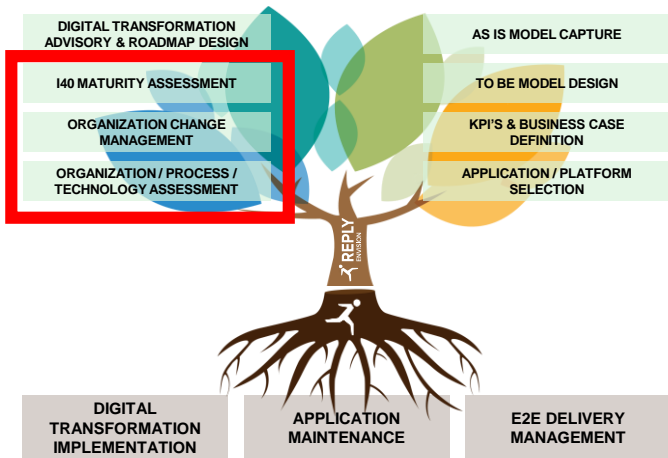 DIGITAL TRANSFORMATION
ADVISORY & ROADMAP DESIGN
I40 MATURITY ASSESSMENT
ORGANIZATION CHANGE
MANAGEMENT
ORGANIZATION / PROCESS /
TECHNOLOGY ASSESSMENT
AS IS MODEL CAPTURE
TO BE MODEL DESIGN
KPI'S & BUSINESS CASE
DEFINITION
APPLICATION / PLATFORM
SELECTION
REPLY
ENVISION
DIGITAL
TRANSFORMATION
IMPLEMENTATION
APPLICATION
MAINTENANCE
E2E DELIVERY
MANAGEMENT